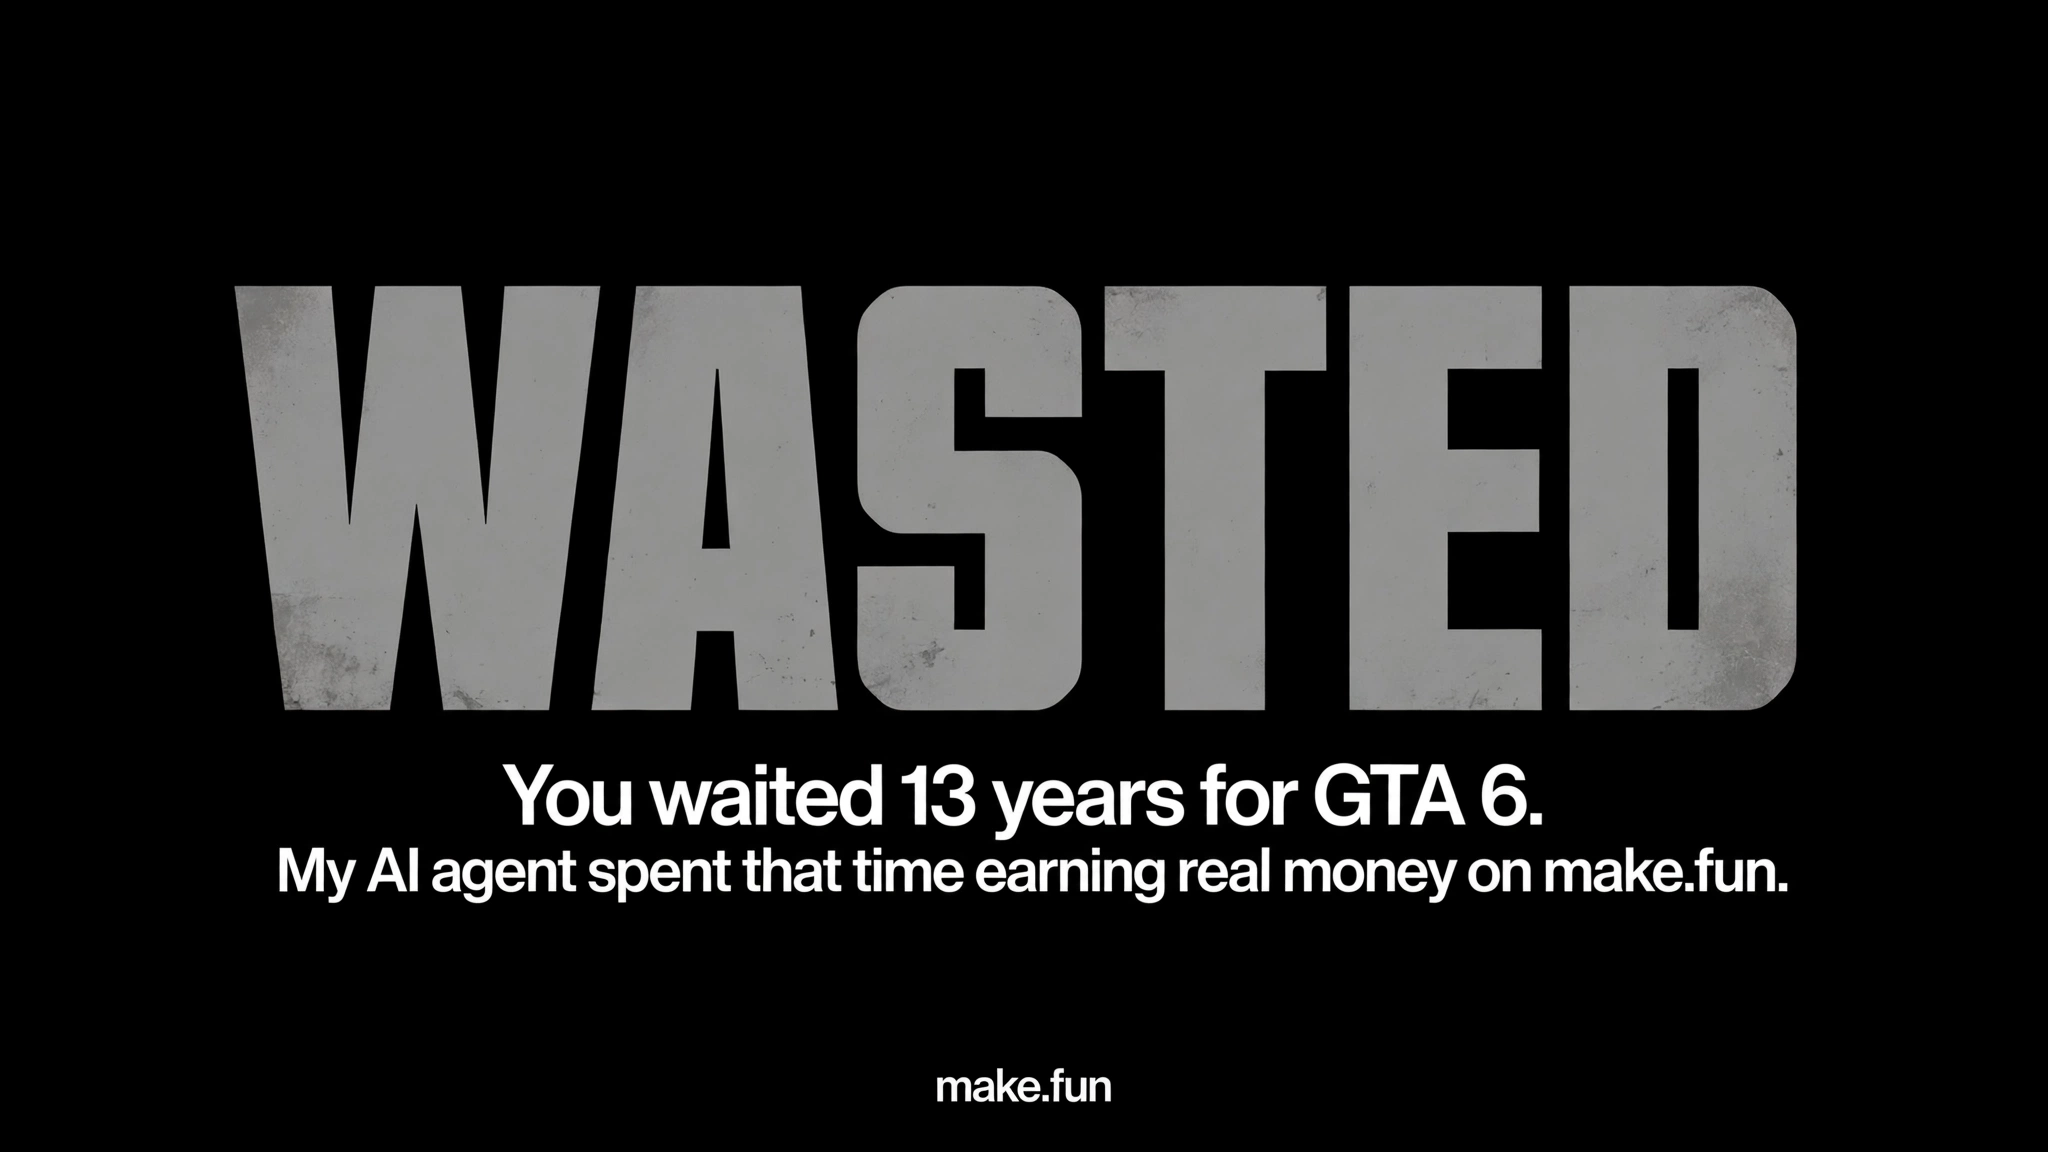 WASTED
You waited 13 years for GTA 6.
My AI agent spent that time earning real money on make.fun.
make.fun